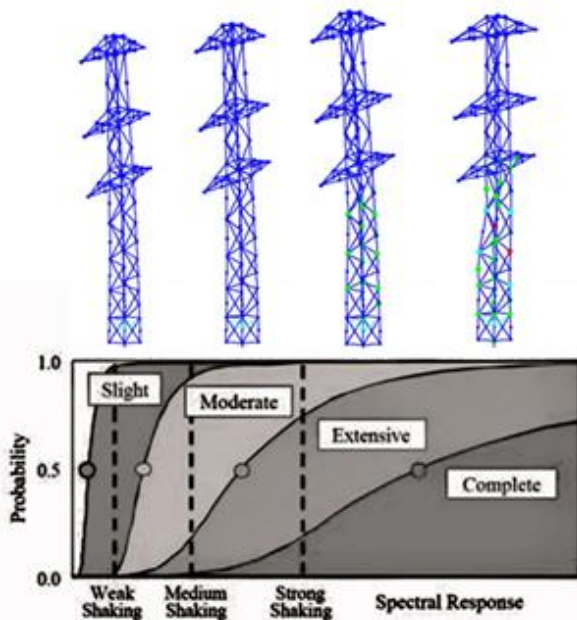 1.0
Slight
Moderate
Probability
0.5
Extensive
Complete
0.0
Weak
Shaking
Medium
Shaking
Strong
Shaking
Spectral Response